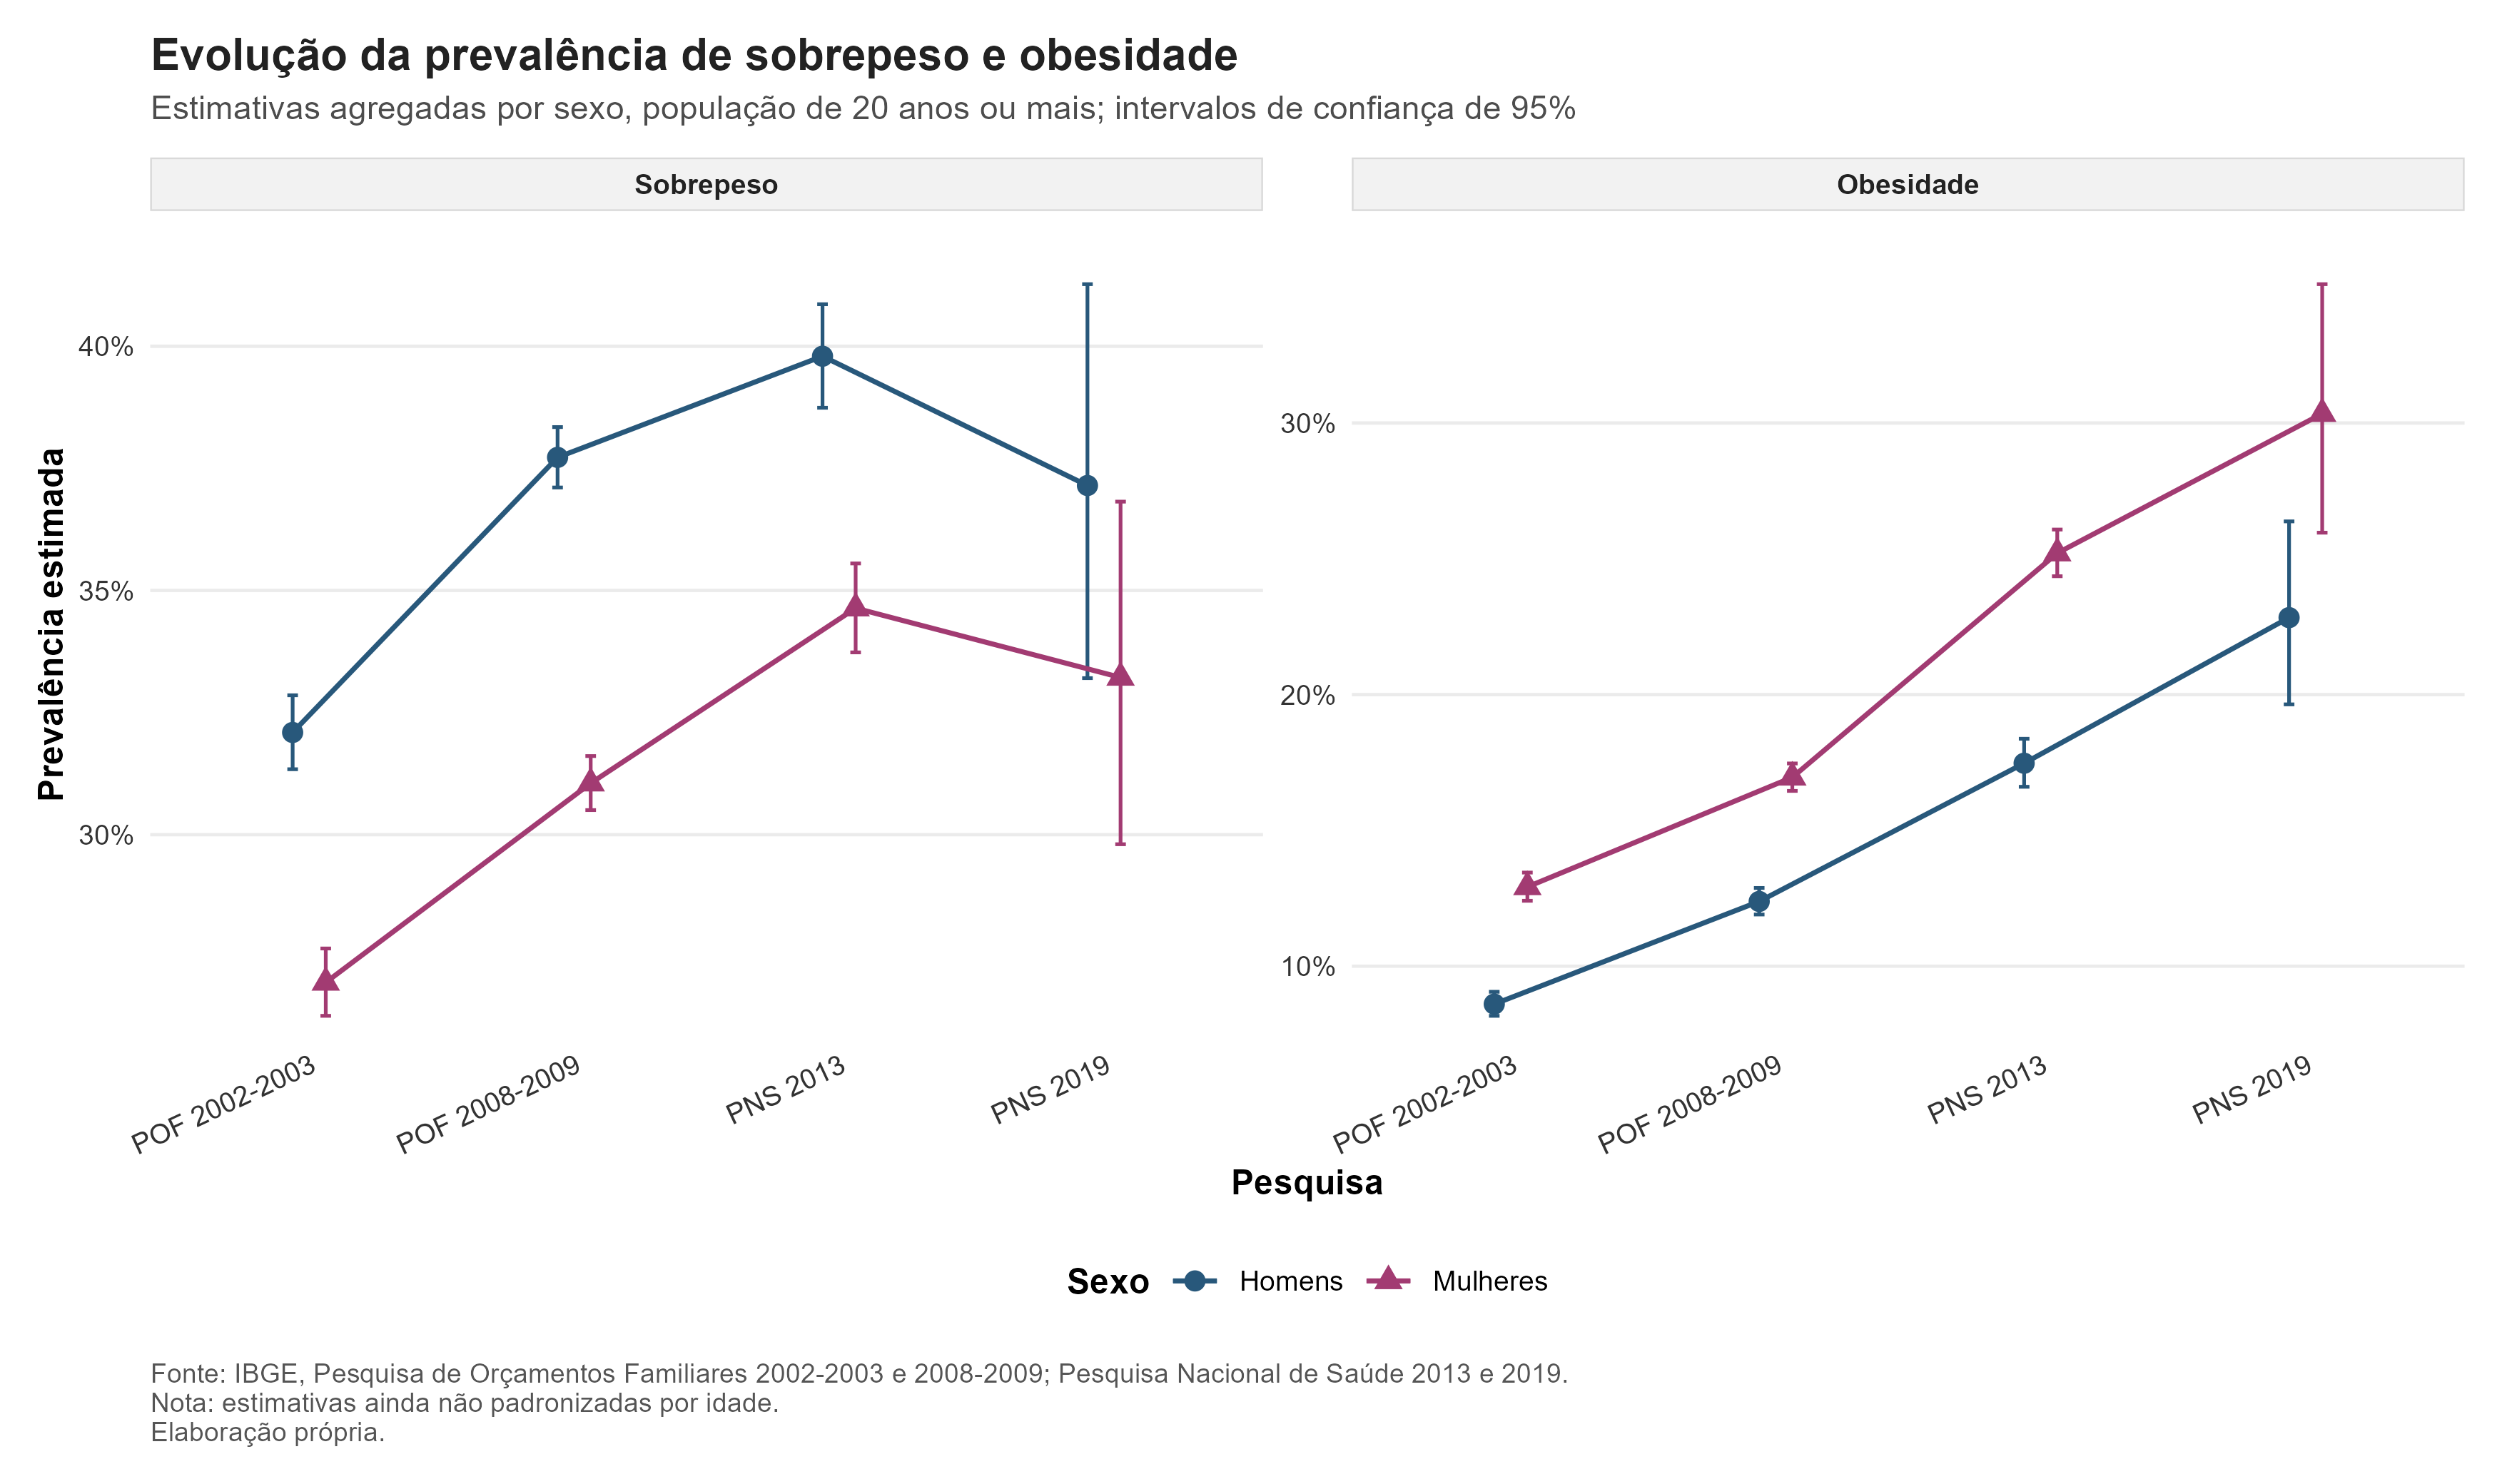 Evolução da prevalência de sobrepeso e obesidade
Estimativas agregadas por sexo, população de 20 anos ou mais; intervalos de confiança de 95%
Sobrepeso
Obesidade
Prevalência estimada
40%
35%
30%
30%
20%
10%
POF 2002-2003
POF 2008-2009
PNS 2013
PNS 2019
POF 2002-2003
POF 2008-2009
PNS 2013
PNS 2019
Pesquisa
Sexo Homens Mulheres
Fonte: IBGE, Pesquisa de Orçamentos Familiares 2002-2003 e 2008-2009; Pesquisa Nacional de Saúde 2013 e 2019.
Nota: estimativas ainda não padronizadas por idade.
Elaboração própria.